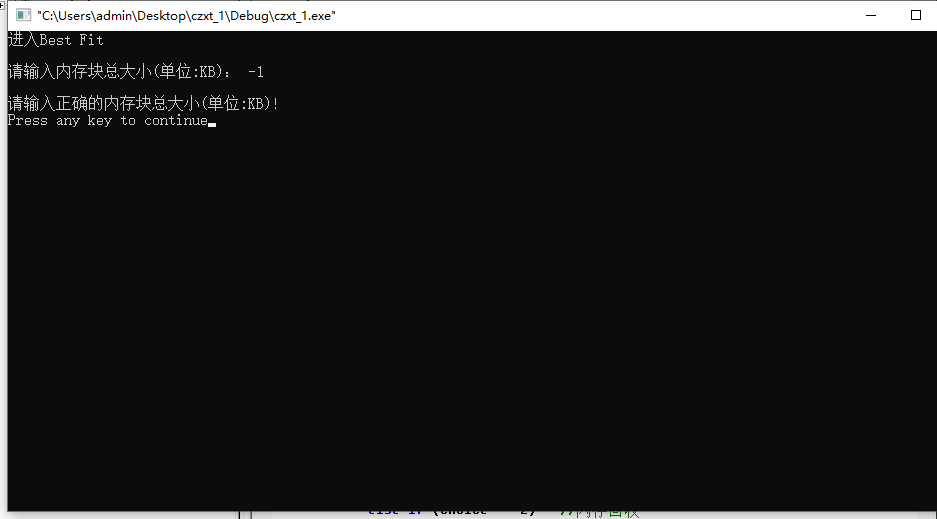 "C:\Users\admin\Desktop\czxt_1\Debug\czxt_1.exe"
进入Best Fit
请输入内存块总大小(单位:KB): -1
请输入正确的内存块总大小(单位:KB)!
Press any key to continue